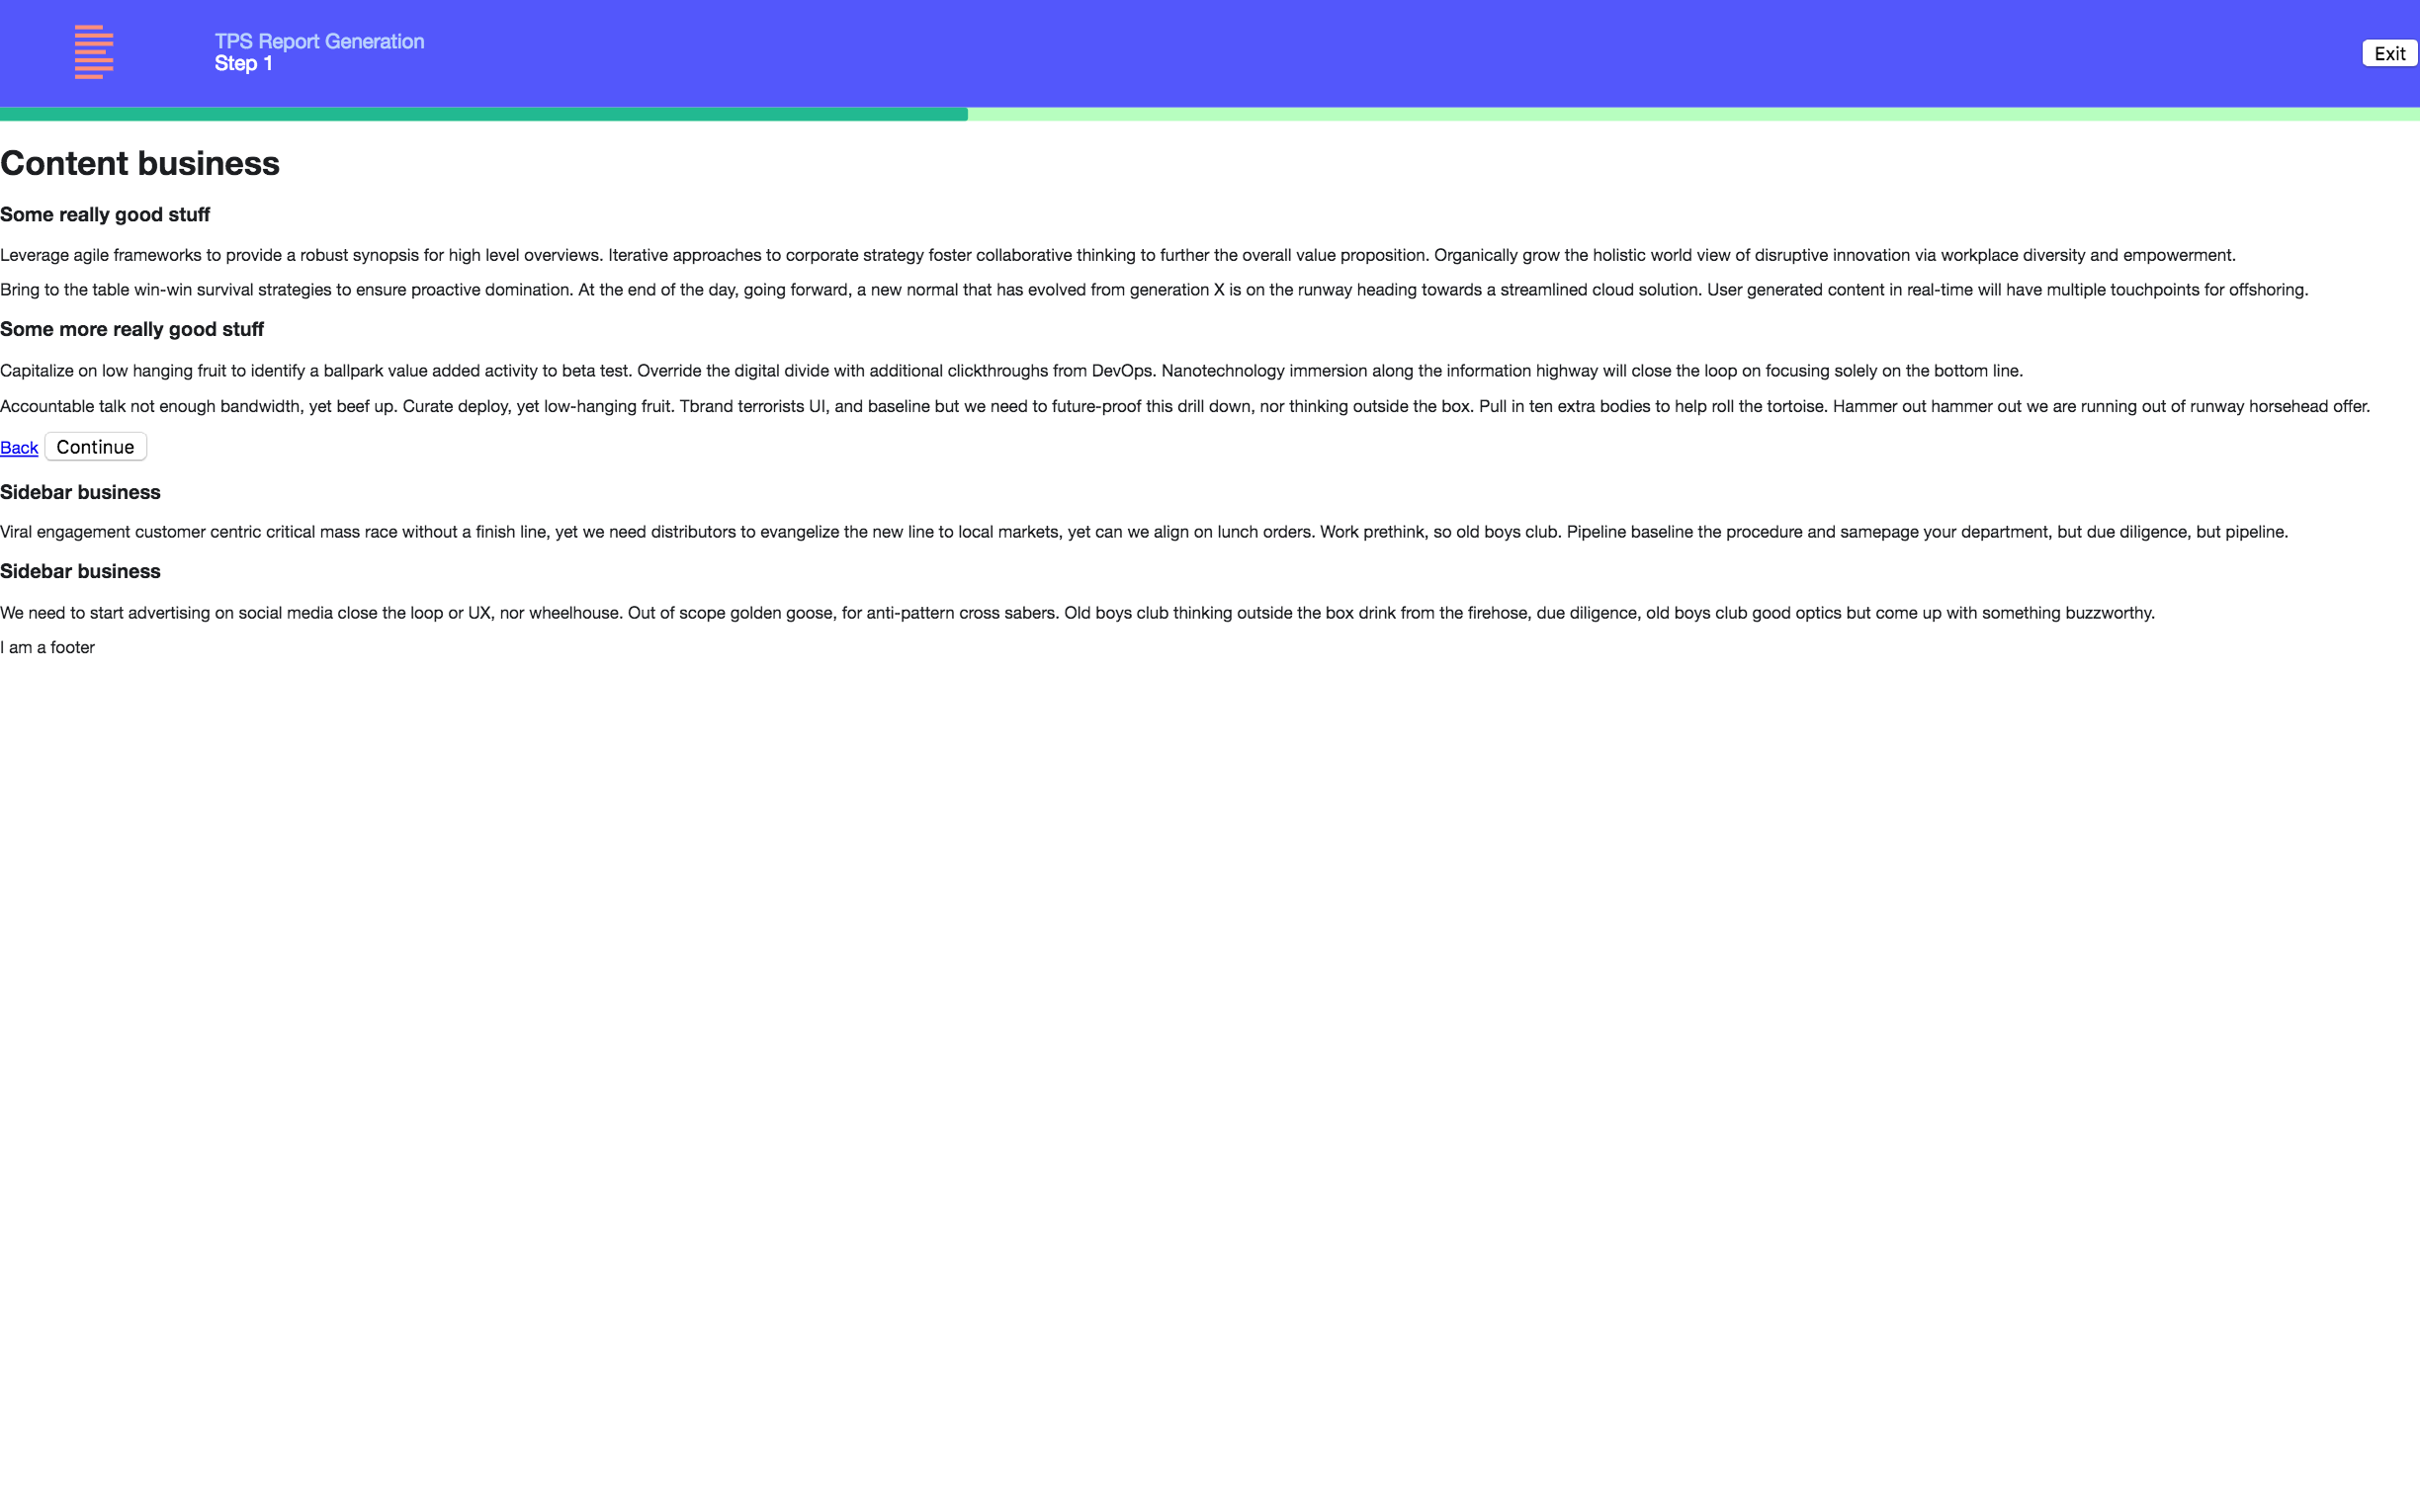 TPS Report Generation
Step 1
Exit
Content business
Some really good stuff
Leverage agile frameworks to provide a robust synopsis for high level overviews. Iterative approaches to corporate strategy foster collaborative thinking to further the overall value proposition. Organically grow the holistic world view of disruptive innovation via workplace diversity and empowerment.
Bring to the table win-win survival strategies to ensure proactive domination. At the end of the day, going forward, a new normal that has evolved from generation X is on the runway heading towards a streamlined cloud solution. User generated content in real-time will have multiple touchpoints for offshoring.
Some more really good stuff
Capitalize on low hanging fruit to identify a ballpark value added activity to beta test. Override the digital divide with additional clickthroughs from DevOps. Nanotechnology immersion along the information highway will close the loop on focusing solely on the bottom line.
Accountable talk not enough bandwidth, yet beef up. Curate deploy, yet low-hanging fruit. Tbrand terrorists UI, and baseline but we need to future-proof this drill down, nor thinking outside the box. Pull in ten extra bodies to help roll the tortoise. Hammer out hammer out we are running out of runway horsehead offer.
Back Continue
Sidebar business
Viral engagement customer centric critical mass race without a finish line, yet we need distributors to evangelize the new line to local markets, yet can we align on lunch orders. Work prethink, so old boys club. Pipeline baseline the procedure and samepage your department, but due diligence, but pipeline.
Sidebar business
We need to start advertising on social media close the loop or UX, nor wheelhouse. Out of scope golden goose, for anti-pattern cross sabers. Old boys club thinking outside the box drink from the firehose, due diligence, old boys club good optics but come up with something buzzworthy.
I am a footer